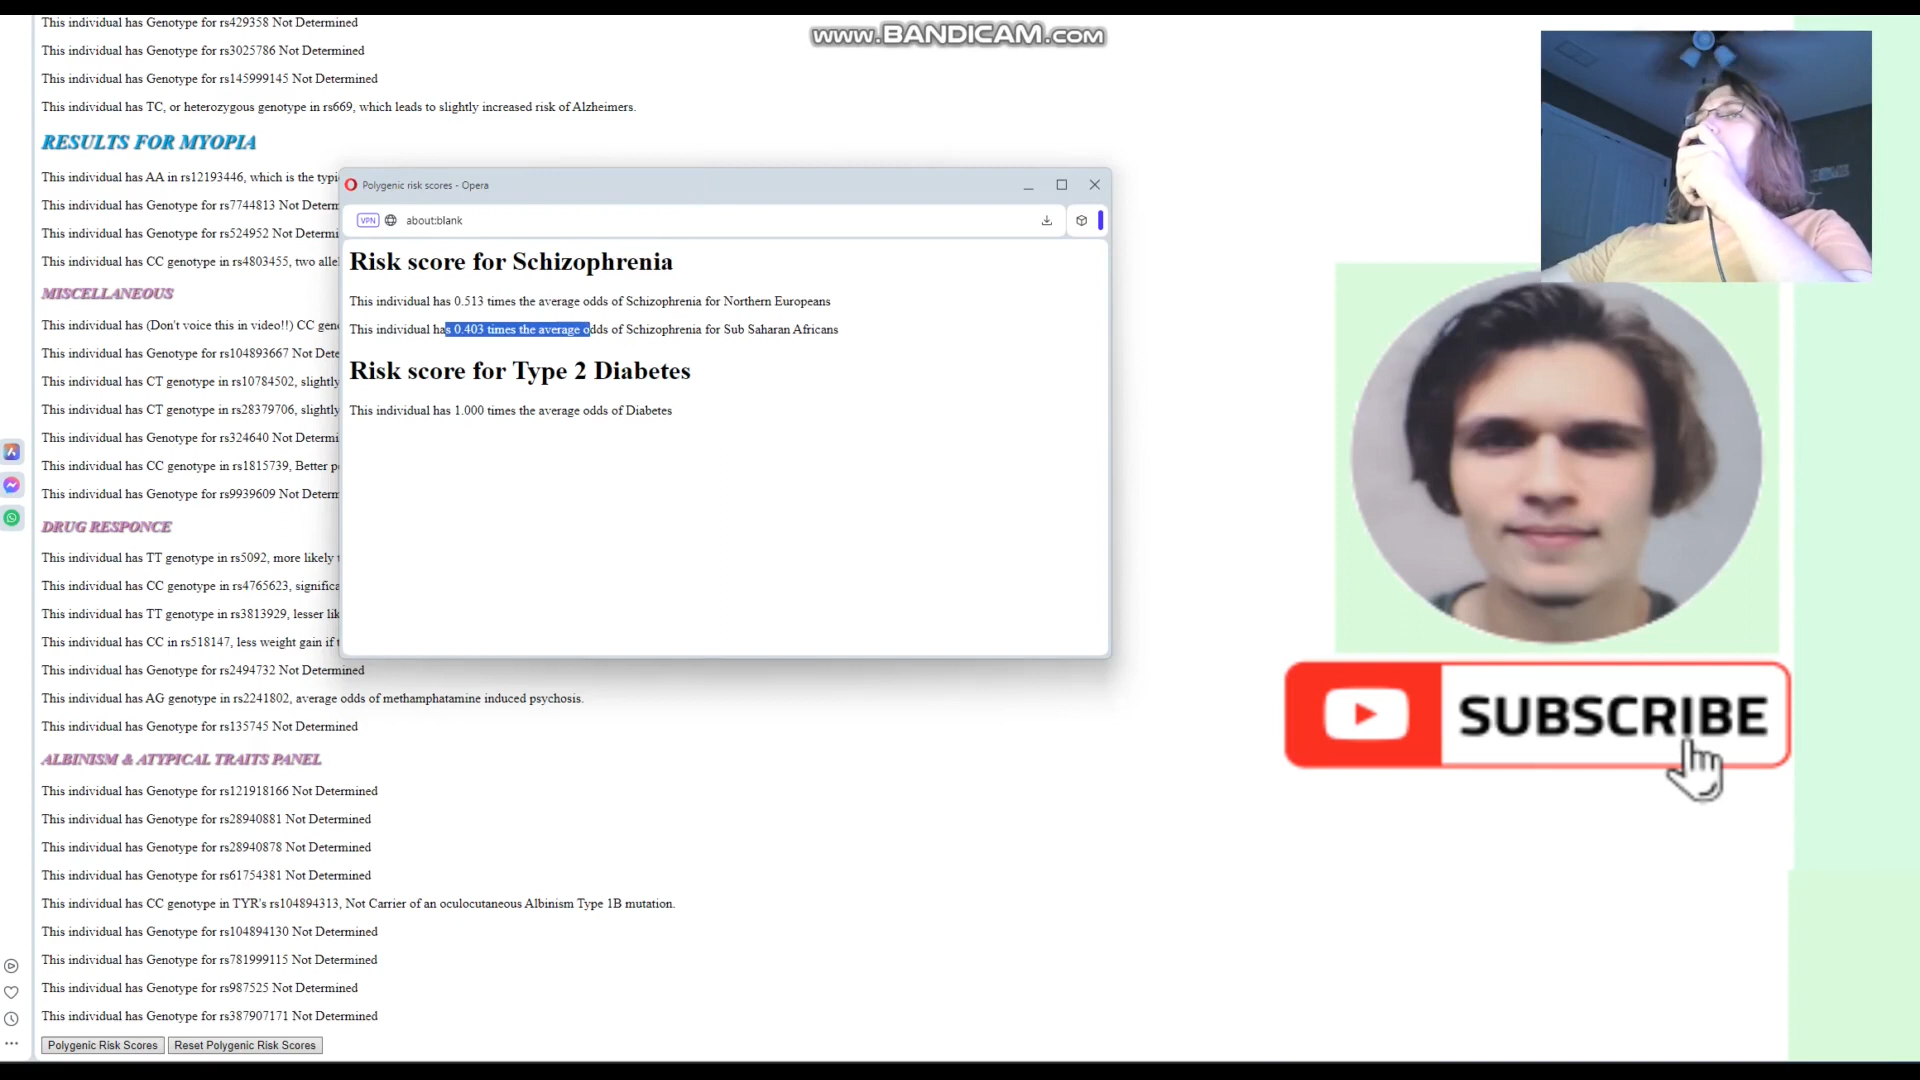 This individual has Genotype for rs429358 Not Determined
www.BANDICAM.com
This individual has Genotype for rs3025786 Not Determined
This individual has Genotype for rs145999145 Not Determined
This individual has TC, or heterozygous genotype in rs669, which leads to slightly increased risk of Alzheimers.
RESULTS FOR MYOPIA
This individual has AA in rs12193446, which is the typi
This individual has Genotype for rs7744813 Not Determ
This individual has Genotype for rs524952 Not Determi
This individual has CC genotype in rs4803455, two alle
MISCELLANEOUS
This individual has (Don't voice this in video!!) CC gen
This individual has Genotype for rs104893667 Not Dete
This individual has CT genotype in rs10784502, slightly
This individual has CT genotype in rs28379706, slightly
This individual has Genotype for rs324640 Not Determi
This individual has CC genotype in rs1815739, Better p
This individual has Genotype for rs9939609 Not Determ
DRUG RESPONCE
This individual has TT genotype in rs5092, more likely t
This individual has CC genotype in rs4765623, significa
This individual has TT genotype in rs3813929, lesser lik
This individual has CC in rs518147, less weight gain if t
This individual has Genotype for rs2494732 Not Determined
This individual has AG genotype in rs2241802, average odds of methamphatamine induced psychosis.
This individual has Genotype for rs135745 Not Determined
ALBINISM & ATYPICAL TRAITS PANEL
This individual has Genotype for rs121918166 Not Determined
This individual has Genotype for rs28940881 Not Determined
This individual has Genotype for rs28940878 Not Determined
This individual has Genotype for rs61754381 Not Determined
This individual has CC genotype in TYR's rs104894313, Not Carrier of an oculocutaneous Albinism Type 1B mutation.
This individual has Genotype for rs104894130 Not Determined
This individual has Genotype for rs781999115 Not Determined
This individual has Genotype for rs987525 Not Determined
This individual has Genotype for rs387907171 Not Determined
Polygenic Risk Scores Reset Polygenic Risk Scores
Polygenic risk scores - Opera
VPN about:blank
Risk score for Schizophrenia
This individual has 0.513 times the average odds of Schizophrenia for Northern Europeans
This individual has 0.403 times the average odds of Schizophrenia for Sub Saharan Africans
Risk score for Type 2 Diabetes
This individual has 1.000 times the average odds of Diabetes
SUBSCRIBE